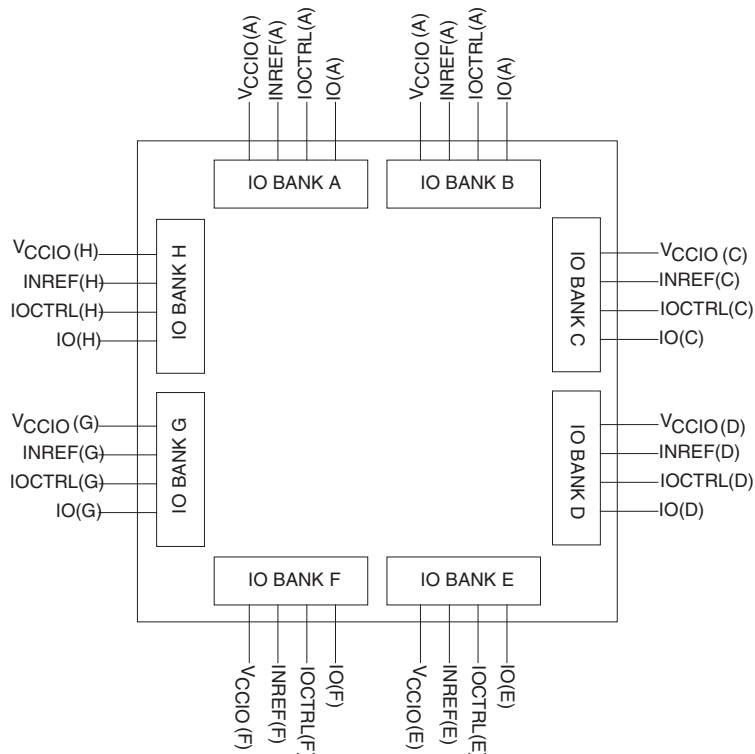 VCCIO(A)
INREF(A)
IOCTRL(A)
IO(A)
VCCIO(A)
INREF(A)
IOCTRL(A)
IO(A)
IO BANK A
IO BANK B
VCCIO(H)
INREF(H)
IOCTRL(H)
IO(H)
IO BANK H
IO BANK C
VCCIO(C)
INREF(C)
IOCTRL(C)
IO(C)
VCCIO(G)
INREF(G)
IOCTRL(G)
IO(G)
IO BANK G
IO BANK D
VCCIO(D)
INREF(D)
IOCTRL(D)
IO(D)
IO BANK F
IO BANK E
VCCIO(F)
INREF(F)
IOCTRL(F)
IO(F)
VCCIO(E)
INREF(E)
IOCTRL(E)
IO(E)